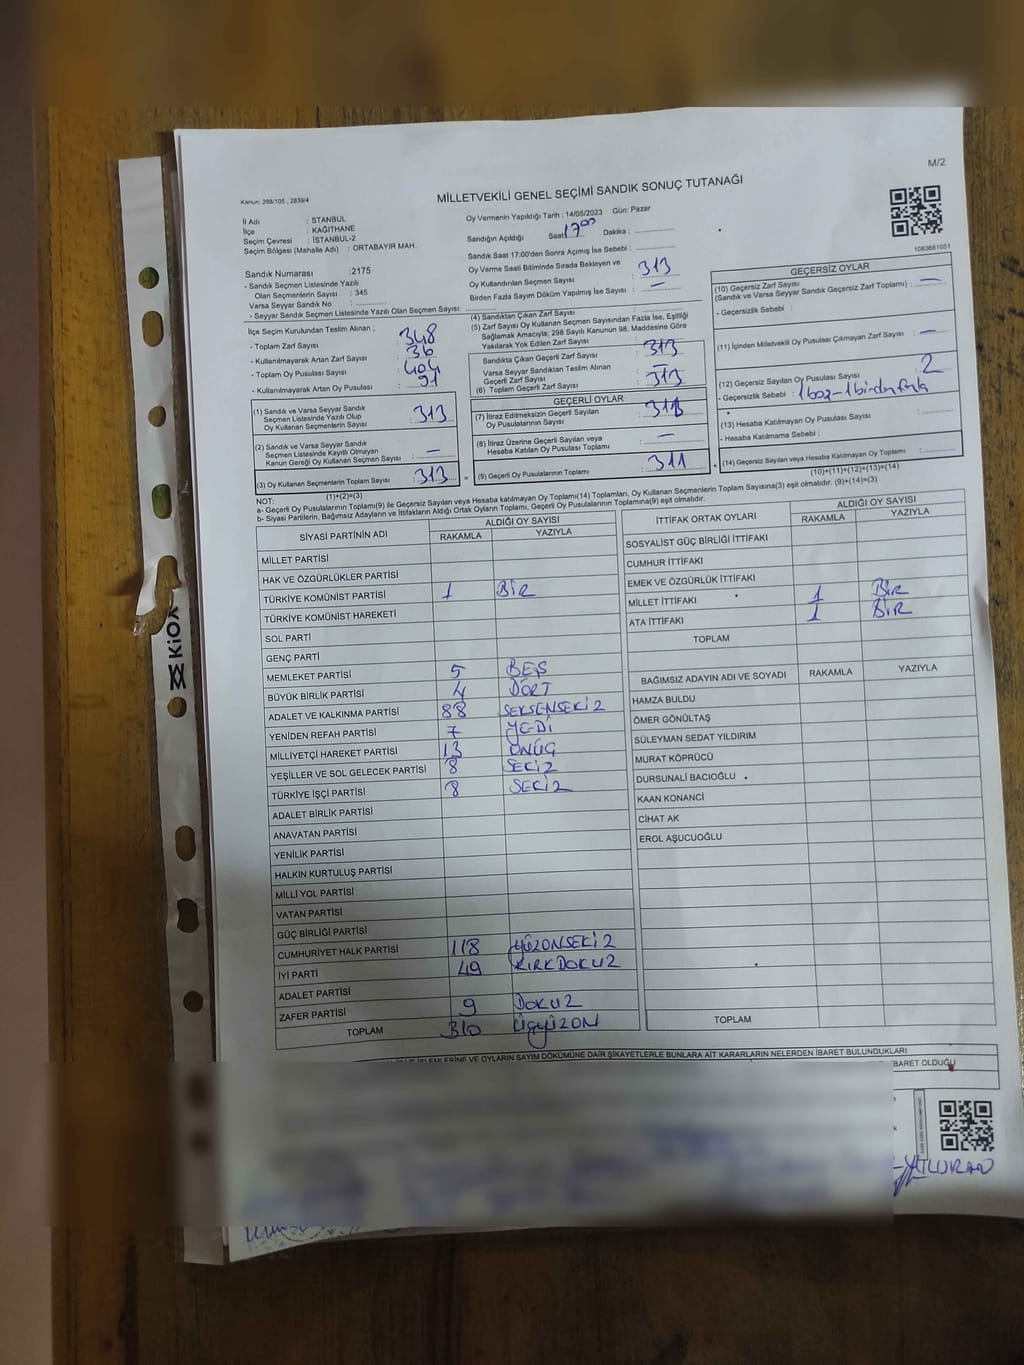 M/2
Kanun; 298/105 , 2839/4
MİLLETVEKİLİ GENEL SEÇİMİ SANDIK SONUÇ TUTANAĞI
İl Adı : İSTANBUL
İlçe : KAĞITHANE
Seçim Çevresi : İSTANBUL-2
Seçim Bölgesi (Mahalle Adı) : ORTABAYIR MAH.
Sandık Numarası :2175
- Sandık Seçmen Listesinde Yazılı
Olan Seçmenlerin Sayısı : 345
Varsa Seyyar Sandık No :
- Seyyar Sandık Seçmen Listesinde Yazılı Olan Seçmen Sayısı:
Oy Vermenin Yapıldığı Tarih : 14/05/2023 Gün: Pazar
Sandığın Açıldığı Saat: 17 00 Dakika :
Sandık Saat 17:00'den Sonra Açılmış İse Sebebi :
Oy Verme Saati Bitiminde Sırada Bekleyen ve
Oy Kullandırılan Seçmen Sayısı : 313
Birden Fazla Sayım Döküm Yapılmış İse Sayısı : —
1083681051
İlçe Seçim Kurulundan Teslim Alınan ;
- Toplam Zarf Sayısı : 348
- Kullanılmayarak Artan Zarf Sayısı : 36
- Toplam Oy Pusulası Sayısı : 404
- Kullanılmayarak Artan Oy Pusulası : 91
(1) Sandık ve Varsa Seyyar Sandık
Seçmen Listesinde Yazılı Olup
Oy Kullanan Seçmenlerin Sayısı : 313
(2) Sandık ve Varsa Seyyar Sandık
Seçmen Listesinde Kayıtlı Olmayan
Kanun Gereği Oy Kullanan Seçmen Sayısı : —
(3) Oy Kullanan Seçmenlerin Toplam Sayısı : 313
(1)+(2)=(3)
(4) Sandıktan Çıkan Zarf Sayısı :
(5) Zarf Sayısı Oy Kullanan Seçmen Sayısından Fazla İse, Eşitliği
Sağlamak Amacıyla; 298 Sayılı Kanunun 98. Maddesine Göre
Yakılarak Yok Edilen Zarf Sayısı :
Sandıkta Çıkan Geçerli Zarf Sayısı : 313
Varsa Seyyar Sandıktan Teslim Alınan
Geçerli Zarf Sayısı : —
(6) Toplam Geçerli Zarf Sayısı : 313
GEÇERLİ OYLAR
(7) İtiraz Edilmeksizin Geçerli Sayılan
Oy Pusulalarının Sayısı :
(8) İtiraz Üzerine Geçerli Sayılan veya
Hesaba Katılan Oy Pusulası Toplamı : —
(9) Geçerli Oy Pusulalarının Toplamı : 311
GEÇERSİZ OYLAR
(10) Geçersiz Zarf Sayısı
(Sandık ve Varsa Seyyar Sandık Geçersiz Zarf Toplamı) : —
- Geçersizlik Sebebi :
(11) İçinden Milletvekili Oy Pusulası Çıkmayan Zarf Sayısı : —
(12) Geçersiz Sayılan Oy Pusulası Sayısı : 2
- Geçersizlik Sebebi : 1 boş - 1 birden fazla
(13) Hesaba Katılmayan Oy Pusulası Sayısı :
- Hesaba Katılmama Sebebi :
(14) Geçersiz Sayılan veya Hesaba Katılmayan Oy Toplamı :
(10)+(11)+(12)+(13)=(14)
NOT:
a- Geçerli Oy Pusulalarının Toplamı(9) ile Geçersiz Sayılan veya Hesaba katılmayan Oy Toplamı(14) Toplamları, Oy Kullanan Seçmenlerin Toplam Sayısına(3) eşit olmalıdır. (9)+(14)=(3)
b- Siyasi Partilerin, Bağımsız Adayların ve İttifakların Aldığı Ortak Oyların Toplamı, Geçerli Oy Pusulalarının Toplamına(9) eşit olmalıdır.
SİYASİ PARTİNİN ADI ALDIĞI OY SAYISI
RAKAMLA YAZIYLA
MİLLET PARTİSİ
HAK VE ÖZGÜRLÜKLER PARTİSİ
TÜRKİYE KOMÜNİST PARTİSİ 1 BİR
TÜRKİYE KOMÜNİST HAREKETİ
SOL PARTİ
GENÇ PARTİ
MEMLEKET PARTİSİ 5 BEŞ
BÜYÜK BİRLİK PARTİSİ 4 DÖRT
ADALET VE KALKINMA PARTİSİ 88 SEKSENSEKİZ
YENİDEN REFAH PARTİSİ 7 YEDİ
MİLLİYETÇİ HAREKET PARTİSİ 13 ONÜÇ
YEŞİLLER VE SOL GELECEK PARTİSİ 8 SEKİZ
TÜRKİYE İŞÇİ PARTİSİ 8 SEKİZ
ADALET BİRLİK PARTİSİ
ANAVATAN PARTİSİ
YENİLİK PARTİSİ
HALKIN KURTULUŞ PARTİSİ
MİLLİ YOL PARTİSİ
VATAN PARTİSİ
GÜÇ BİRLİĞİ PARTİSİ
CUMHURİYET HALK PARTİSİ 118 YÜZONSEKİZ
İYİ PARTİ 49 KIRKDOKUZ
ADALET PARTİSİ
ZAFER PARTİSİ 9 DOKUZ
TOPLAM 310 ÜÇYÜZON
İTTİFAK ORTAK OYLARI ALDIĞI OY SAYISI
RAKAMLA YAZIYLA
SOSYALİST GÜÇ BİRLİĞİ İTTİFAKI
CUMHUR İTTİFAKI
EMEK VE ÖZGÜRLÜK İTTİFAKI
MİLLET İTTİFAKI 1 BİR
ATA İTTİFAKI 1 BİR
TOPLAM
BAĞIMSIZ ADAYIN ADI VE SOYADI RAKAMLA YAZIYLA
HAMZA BULDU
ÖMER GÖNÜLTAŞ
SÜLEYMAN SEDAT YILDIRIM
MURAT KÖPRÜCÜ
DURSUNALİ BACIOĞLU
KAAN KONANCİ
CİHAT AK
EROL AŞUCUOĞLU
TOPLAM
İŞLEMLERİNE VE OYLARIN SAYIM DÖKÜMÜNE DAİR ŞİKAYETLERLE BUNLARA AİT KARARLARIN NELERDEN İBARET BULUNDUKLARI
BARET OLDUĞU